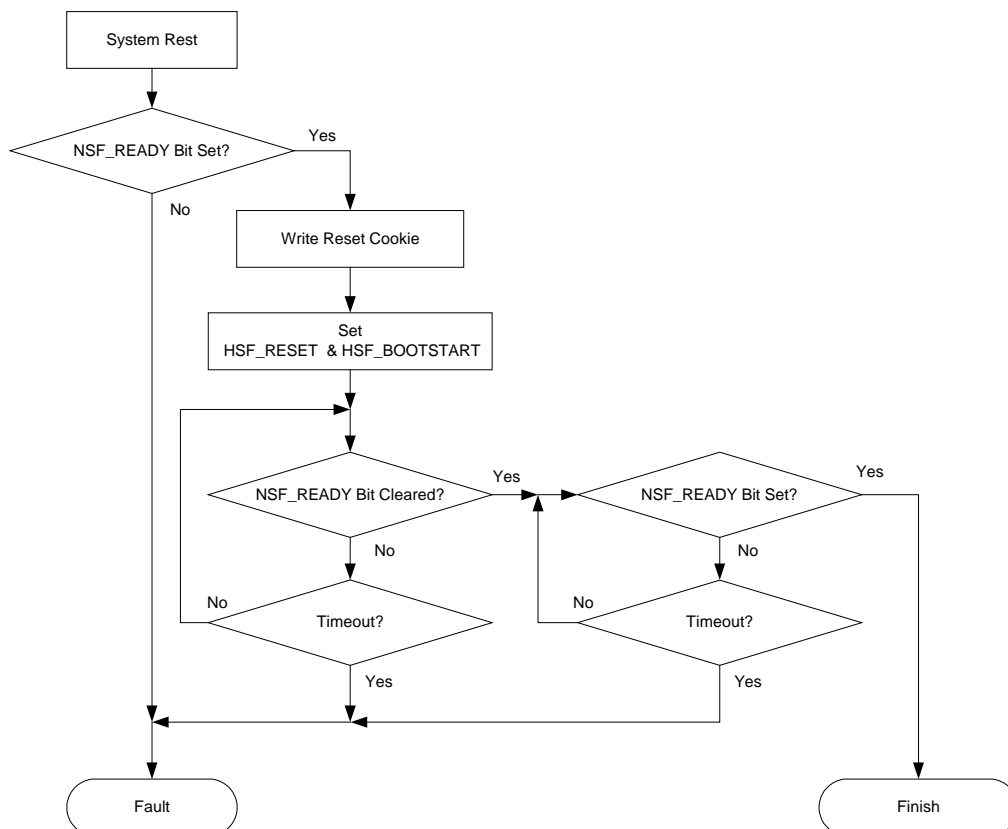 System Rest
NSF_READY Bit Set?
Yes
No
Write Reset Cookie
Set
HSF_RESET & HSF_BOOTSTART
NSF_READY Bit Cleared?
Yes
NSF_READY Bit Set?
Yes
No
No
No
Timeout?
No
Timeout?
Yes
Yes
Fault
Finish